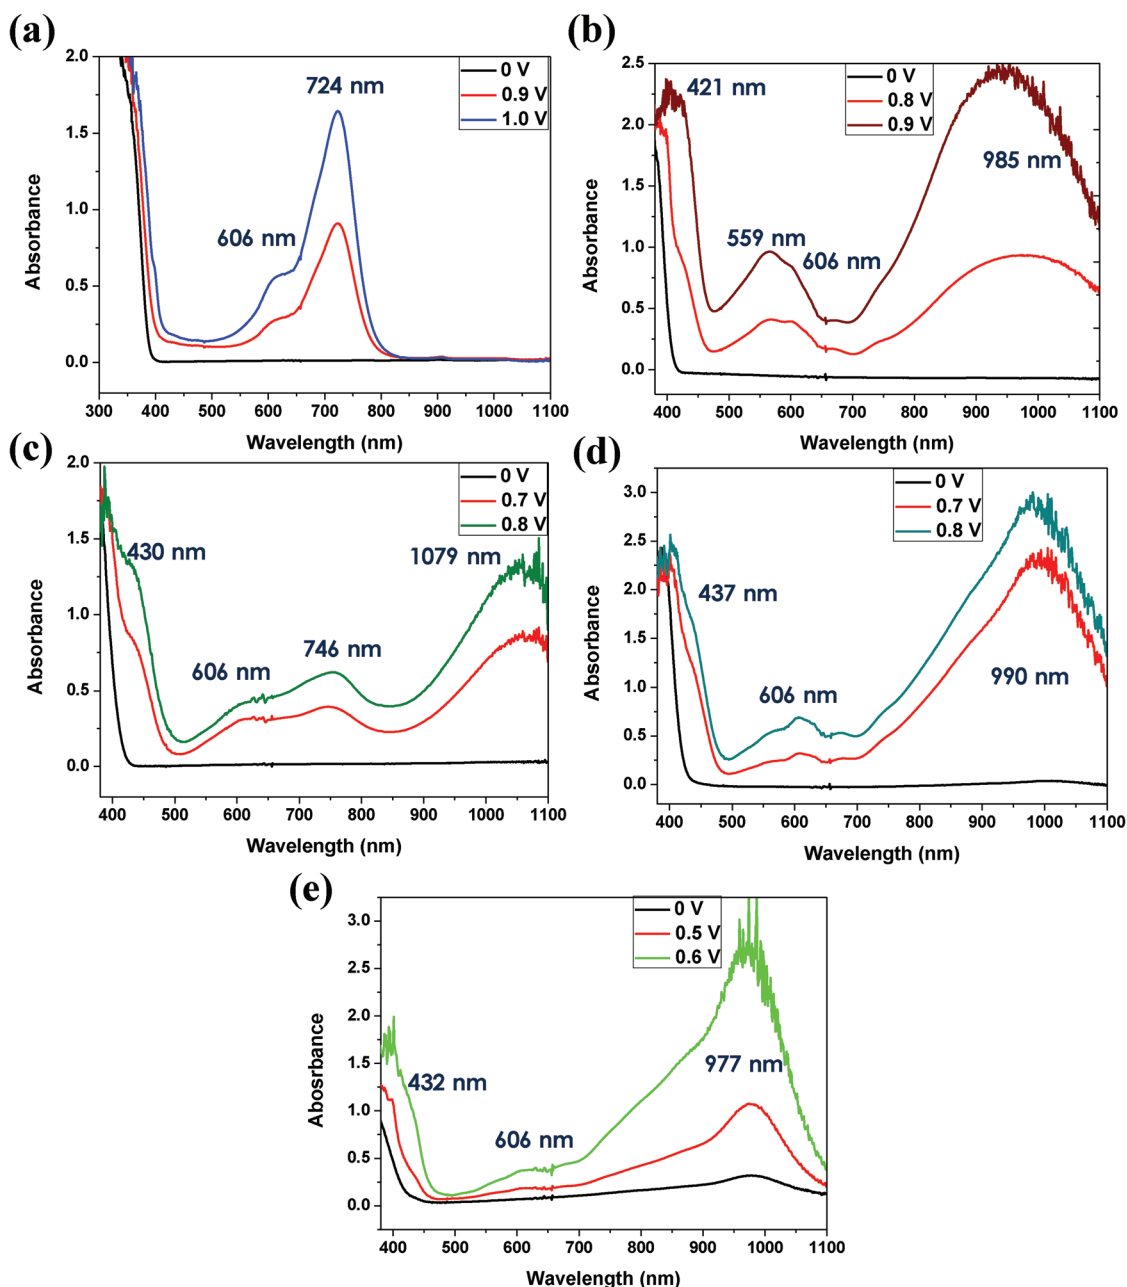 (a)
2.0
1.5
1.0
0.5
0.0
Absorbance
0 V
0.9 V
1.0 V
724 nm
606 nm
300 400 500 600 700 800 900 1000 1100
Wavelength (nm)
(b)
2.5
2.0
1.5
1.0
0.5
0.0
Absorbance
0 V
0.8 V
0.9 V
421 nm
985 nm
559 nm
606 nm
400 500 600 700 800 900 1000 1100
Wavelength (nm)
(c)
2.0
1.5
1.0
0.5
0.0
Absorbance
0 V
0.7 V
0.8 V
430 nm
1079 nm
746 nm
606 nm
400 500 600 700 800 900 1000 1100
Wavelength (nm)
(d)
3.0
2.5
2.0
1.5
1.0
0.5
0.0
Absorbance
0 V
0.7 V
0.8 V
437 nm
990 nm
606 nm
400 500 600 700 800 900 1000 1100
Wavelength (nm)
(e)
3.0
2.5
2.0
1.5
1.0
0.5
0.0
Abosrbance
0 V
0.5 V
0.6 V
977 nm
432 nm
606 nm
400 500 600 700 800 900 1000 1100
Wavelength (nm)